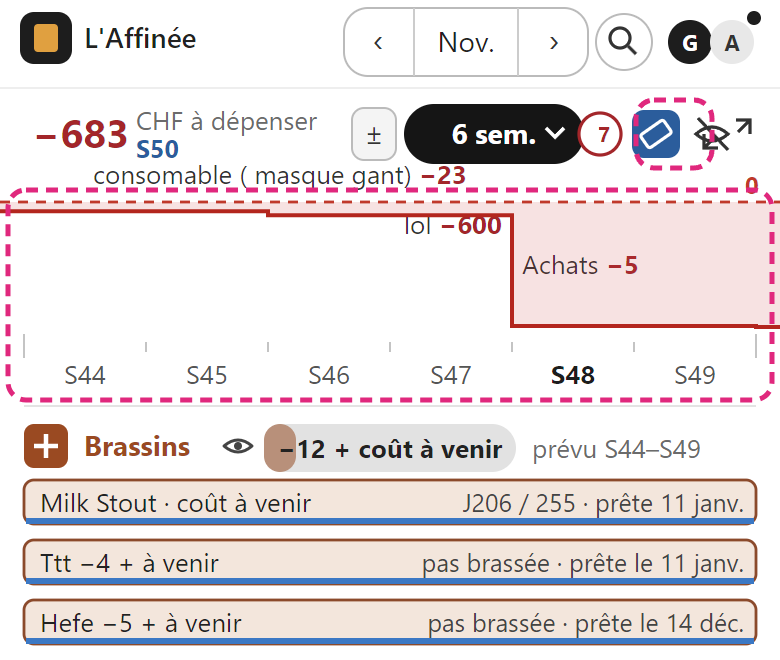 L'Affinée
‹ Nov. ›
G A
−683 CHF à dépenser
S50
± 6 sem. 7
consomable ( masque gant) −23
0
lol −600
Achats −5
S44 S45 S46 S47 S48 S49
+ Brassins −12 + coût à venir prévu S44–S49
Milk Stout · coût à venir J206 / 255 · prête 11 janv.
Ttt −4 + à venir pas brassée · prête le 11 janv.
Hefe −5 + à venir pas brassée · prête le 14 déc.